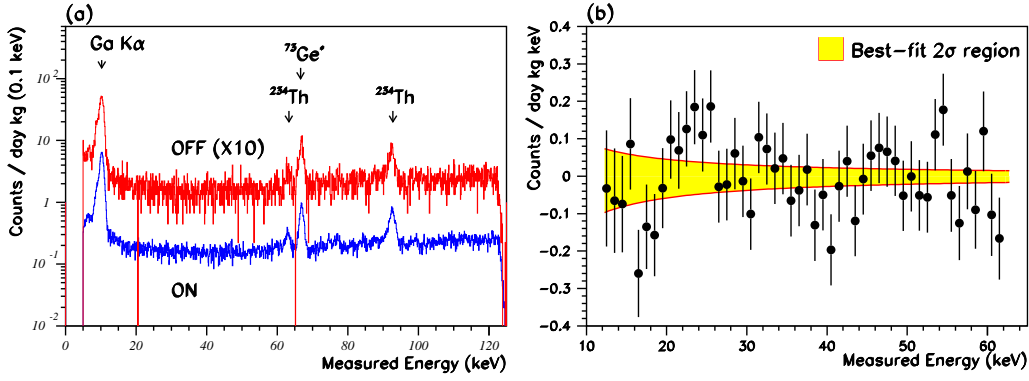 (a)
Counts / day kg (0.1 keV)
10²
10
1
10⁻¹
10⁻²
Ga Kα
⁷³Ge*
²³⁴Th
²³⁴Th
OFF (X10)
ON
0 20 40 60 80 100 120
Measured Energy (keV)
(b)
Counts / day kg keV
0.4
0.3
0.2
0.1
0
-0.1
-0.2
-0.3
-0.4
Best-fit 2σ region
10 20 30 40 50 60
Measured Energy (keV)